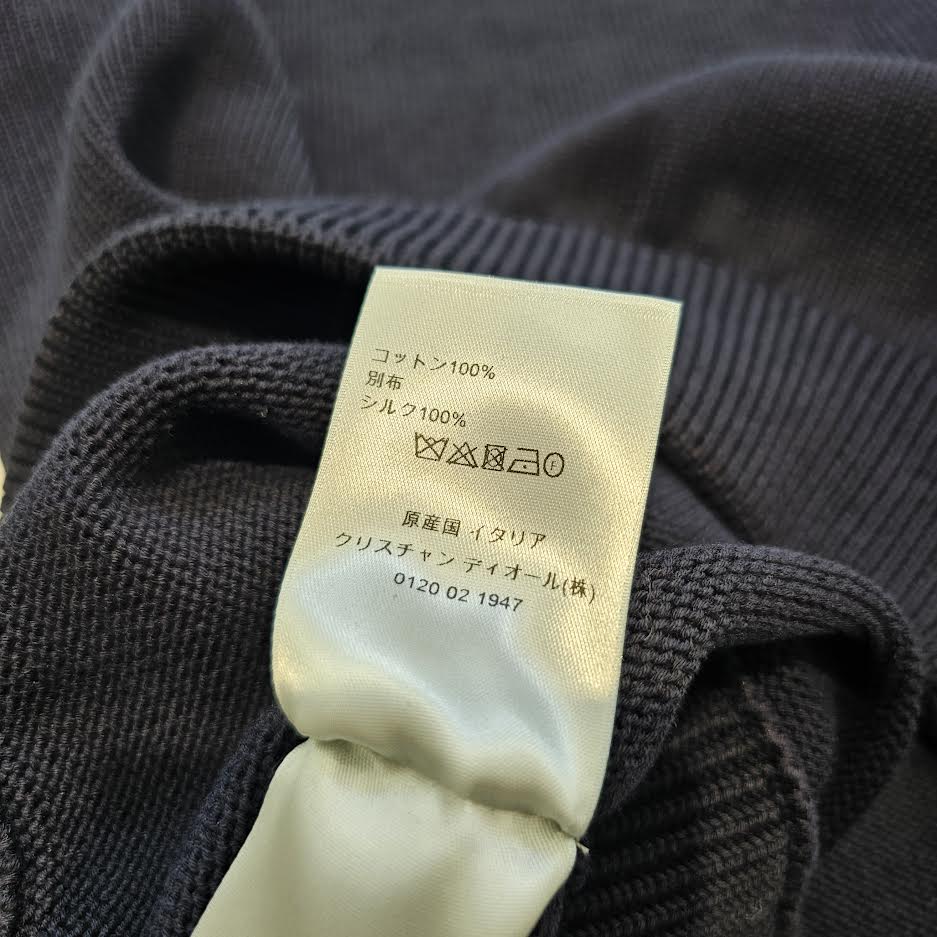 コットン100%
別布
シルク100%
F
原産国 イタリア
クリスチャン ディオール(株)
0120 02 1947